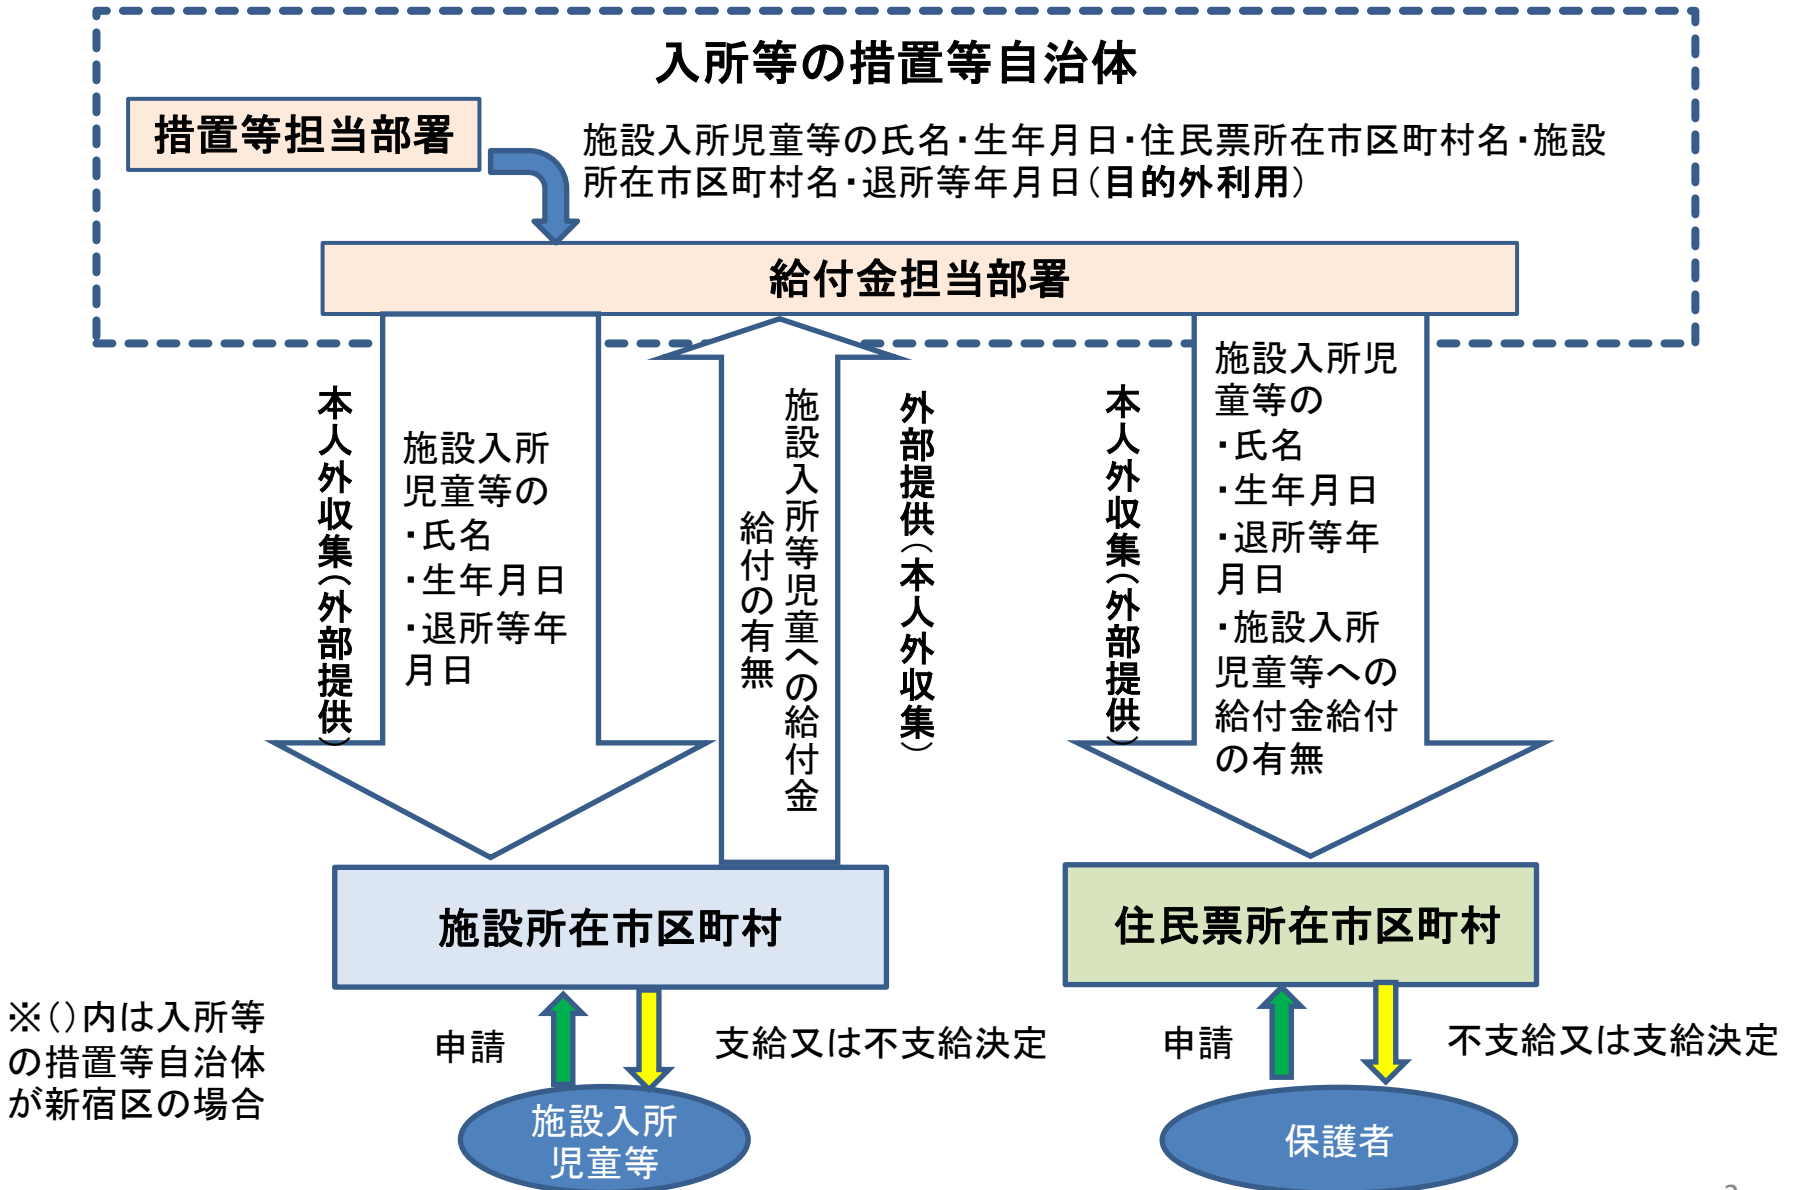 入所等の措置等自治体
措置等担当部署
施設入所児童等の氏名・生年月日・住民票所在市区町村名・施設
所在市区町村名・退所等年月日（目的外利用）
給付金担当部署
本人外収集（外部提供）
施設入所
児童等の
・氏名
・生年月日
・退所等年
月日
施設入所等児童への給付金
給付の有無
外部提供（本人外収集）
本人外収集（外部提供）
施設入所児
童等の
・氏名
・生年月日
・退所等年
月日
・施設入所
児童等への
給付金給付
の有無
施設所在市区町村
住民票所在市区町村
※（）内は入所等
の措置等自治体
が新宿区の場合
申請
支給又は不支給決定
申請
不支給又は支給決定
施設入所
児童等
保護者